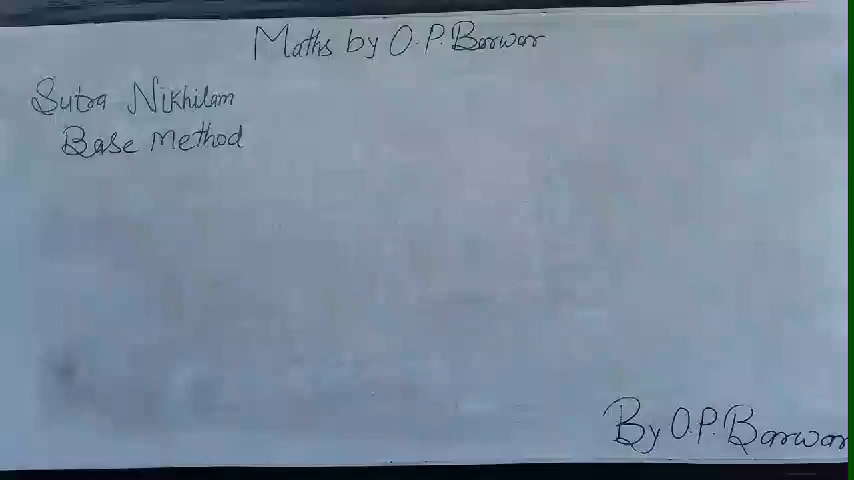 Maths by O.P. Barwar
Sutra Nikhilam
Base Method
By O.P. Barwar